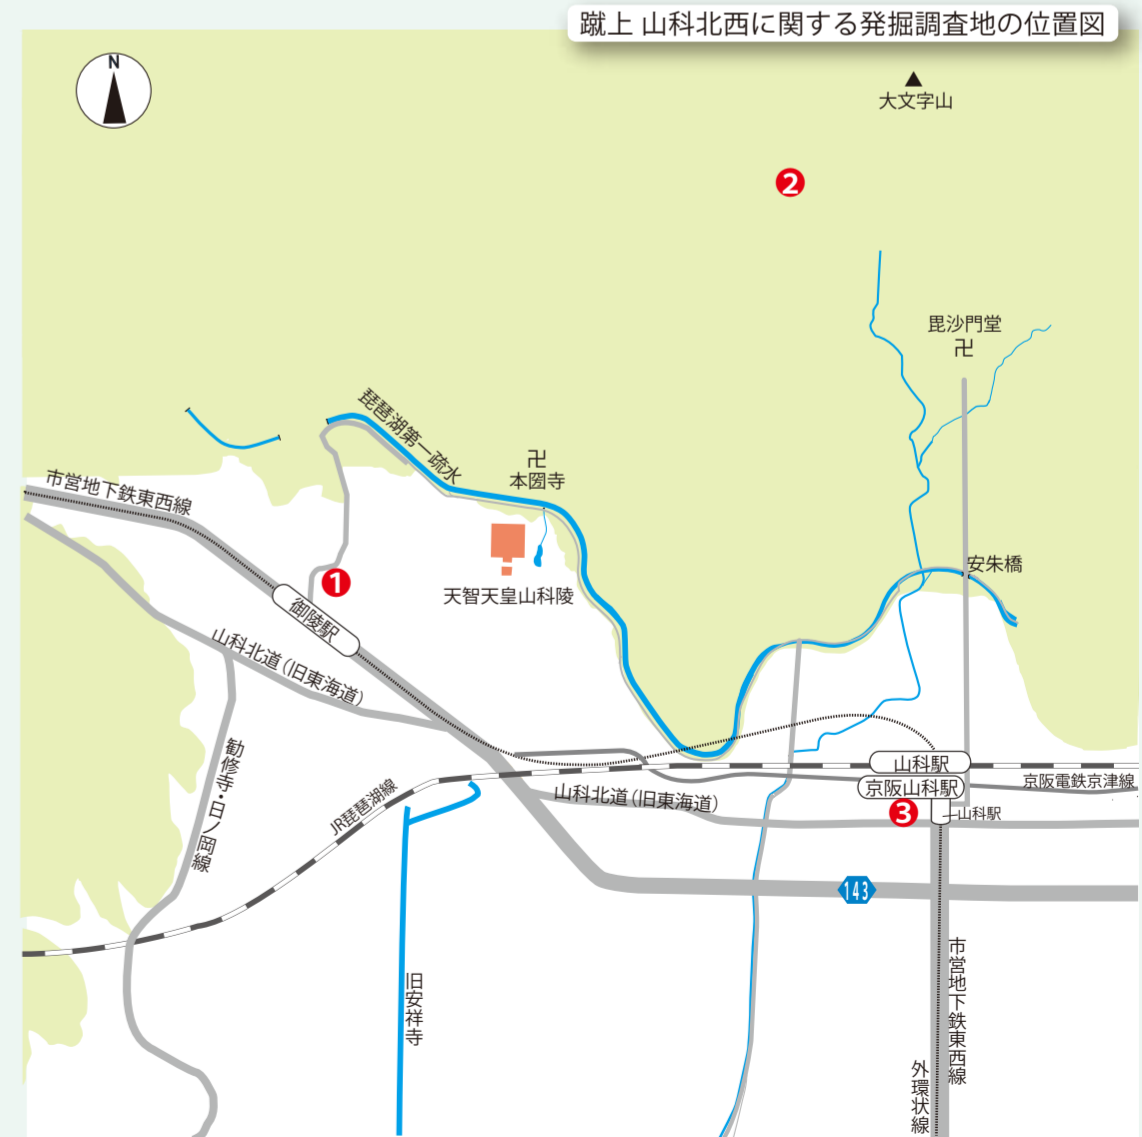 蹴上 山科北西に関する発掘調査地の位置図
N
大文字山
2
毘沙門堂
卍
琵琶湖第一疏水
卍
本圀寺
市営地下鉄東西線
天智天皇山科陵
安朱橋
1
御陵駅
山科北道（旧東海道）
勧修寺・日ノ岡線
JR琵琶湖線
山科駅
京阪山科駅
京阪電鉄京津線
山科北道（旧東海道）
3
山科駅
143
旧安祥寺
市営地下鉄東西線
外環状線